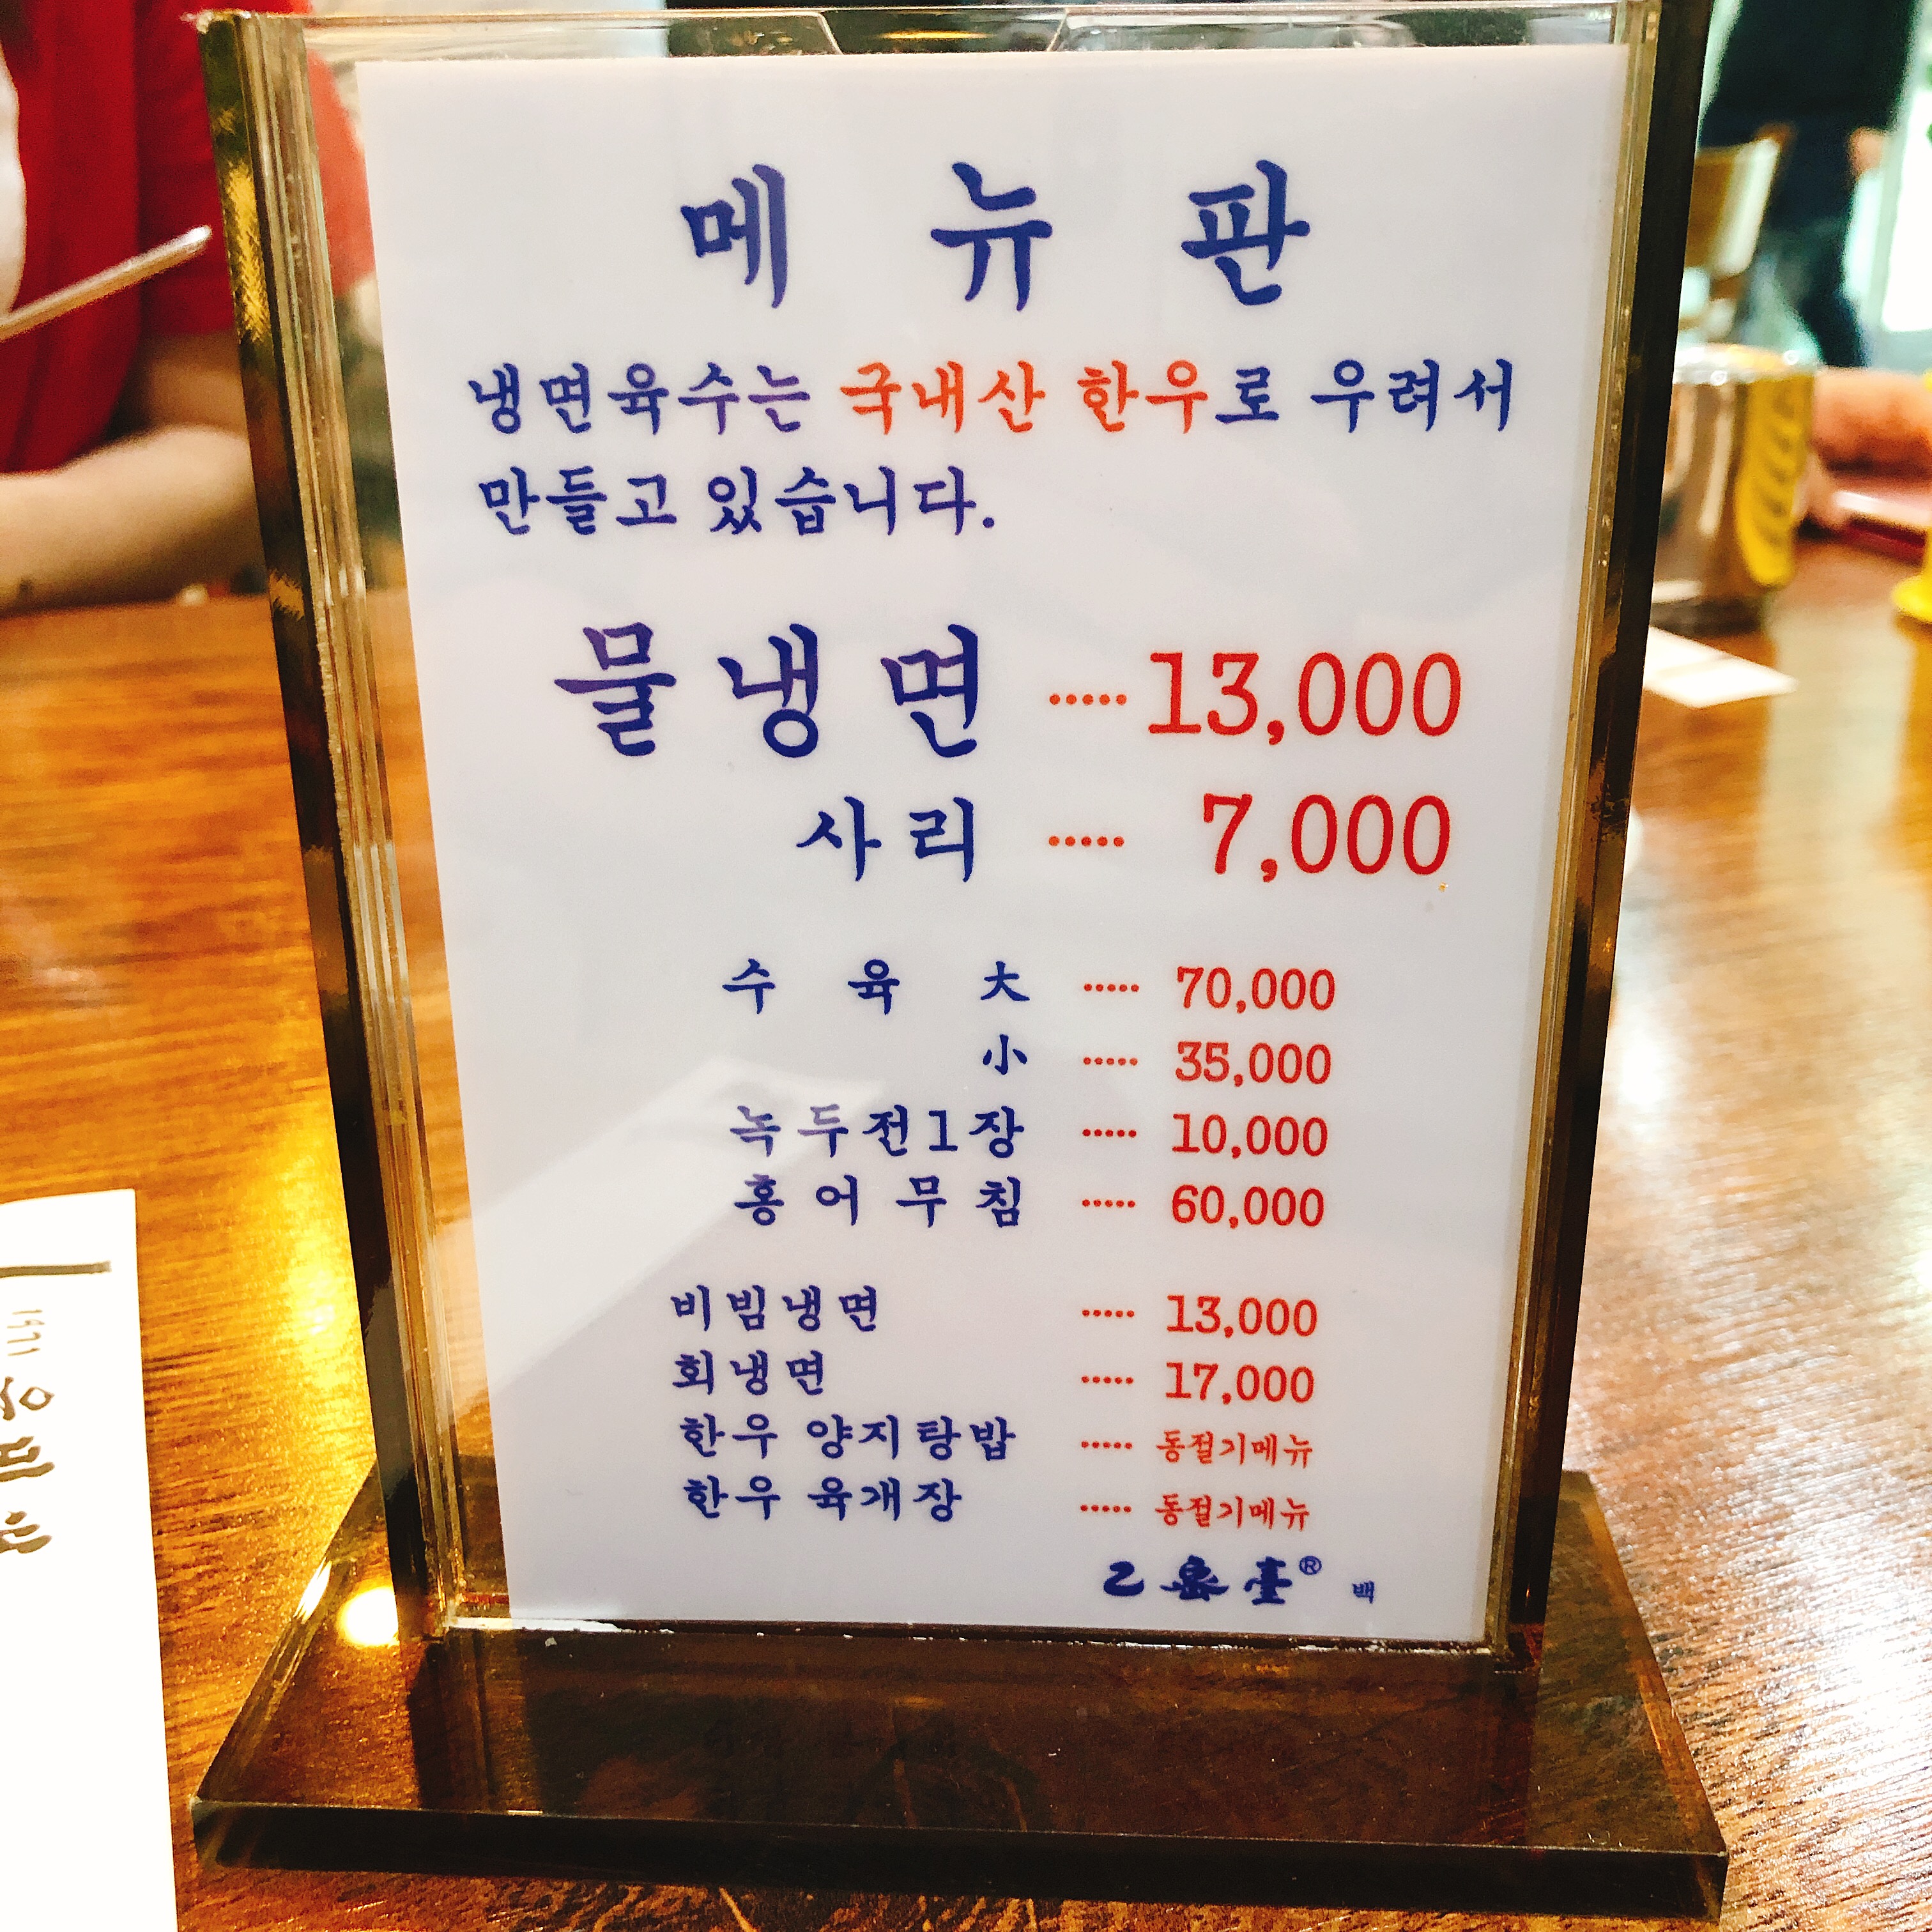 메 뉴 판
냉면육수는 국내산 한우로 우려서
만들고 있습니다.
물냉면 ····· 13,000
사리 ····· 7,000
수 육 大 ····· 70,000
小 ····· 35,000
녹두전1장 ····· 10,000
홍어무침 ····· 60,000
비빔냉면 ····· 13,000
회냉면 ····· 17,000
한우 양지탕밥 ····· 동절기메뉴
한우 육개장 ····· 동절기메뉴
乙密臺® 백
1971